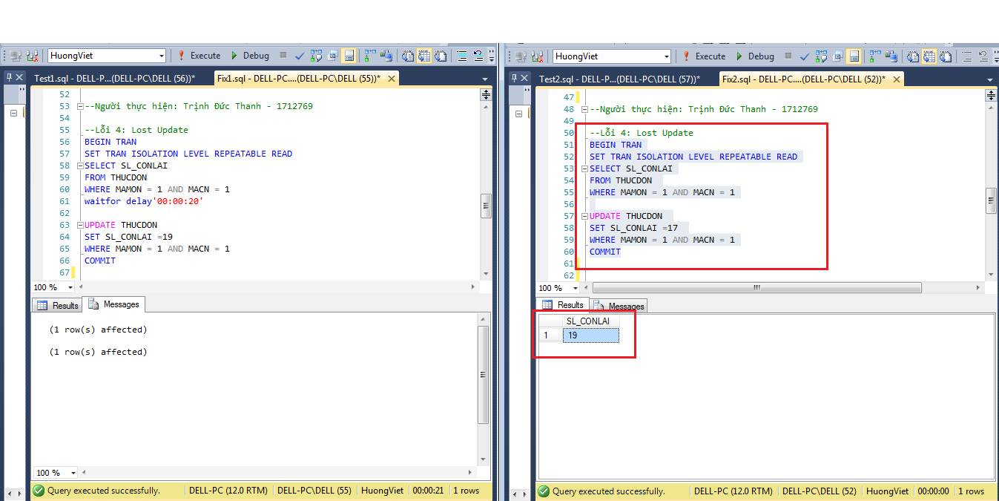 HuongViet
Execute
Debug
Test1.sql - DELL-P...(DELL-PC\DELL (56))*
Fix1.sql - DELL-PC....(DELL-PC\DELL (55))*
52
53 --Người thực hiện: Trịnh Đức Thanh - 1712769
54
55 --Lỗi 4: Lost Update
56 BEGIN TRAN
57 SET TRAN ISOLATION LEVEL REPEATABLE READ
58 SELECT SL_CONLAI
59 FROM THUCDON
60 WHERE MAMON = 1 AND MACN = 1
61 waitfor delay'00:00:20'
62
63 UPDATE THUCDON
64 SET SL_CONLAI =19
65 WHERE MAMON = 1 AND MACN = 1
66 COMMIT
67
100 %
Results
Messages
(1 row(s) affected)
(1 row(s) affected)
100 %
Query executed successfully.
DELL-PC (12.0 RTM)
DELL-PC\DELL (55)
HuongViet
00:00:21
1 rows
HuongViet
Execute
Debug
Test2.sql - DELL-P...(DELL-PC\DELL (57))*
Fix2.sql - DELL-PC....(DELL-PC\DELL (52))*
47
48 --Người thực hiện: Trịnh Đức Thanh - 1712769
49
50 --Lỗi 4: Lost Update
51 BEGIN TRAN
52 SET TRAN ISOLATION LEVEL REPEATABLE READ
53 SELECT SL_CONLAI
54 FROM THUCDON
55 WHERE MAMON = 1 AND MACN = 1
56
57 UPDATE THUCDON
58 SET SL_CONLAI =17
59 WHERE MAMON = 1 AND MACN = 1
60 COMMIT
61
62
100 %
Results
Messages
SL_CONLAI
1 19
Query executed successfully.
DELL-PC (12.0 RTM)
DELL-PC\DELL (52)
HuongViet
00:00:00
1 rows